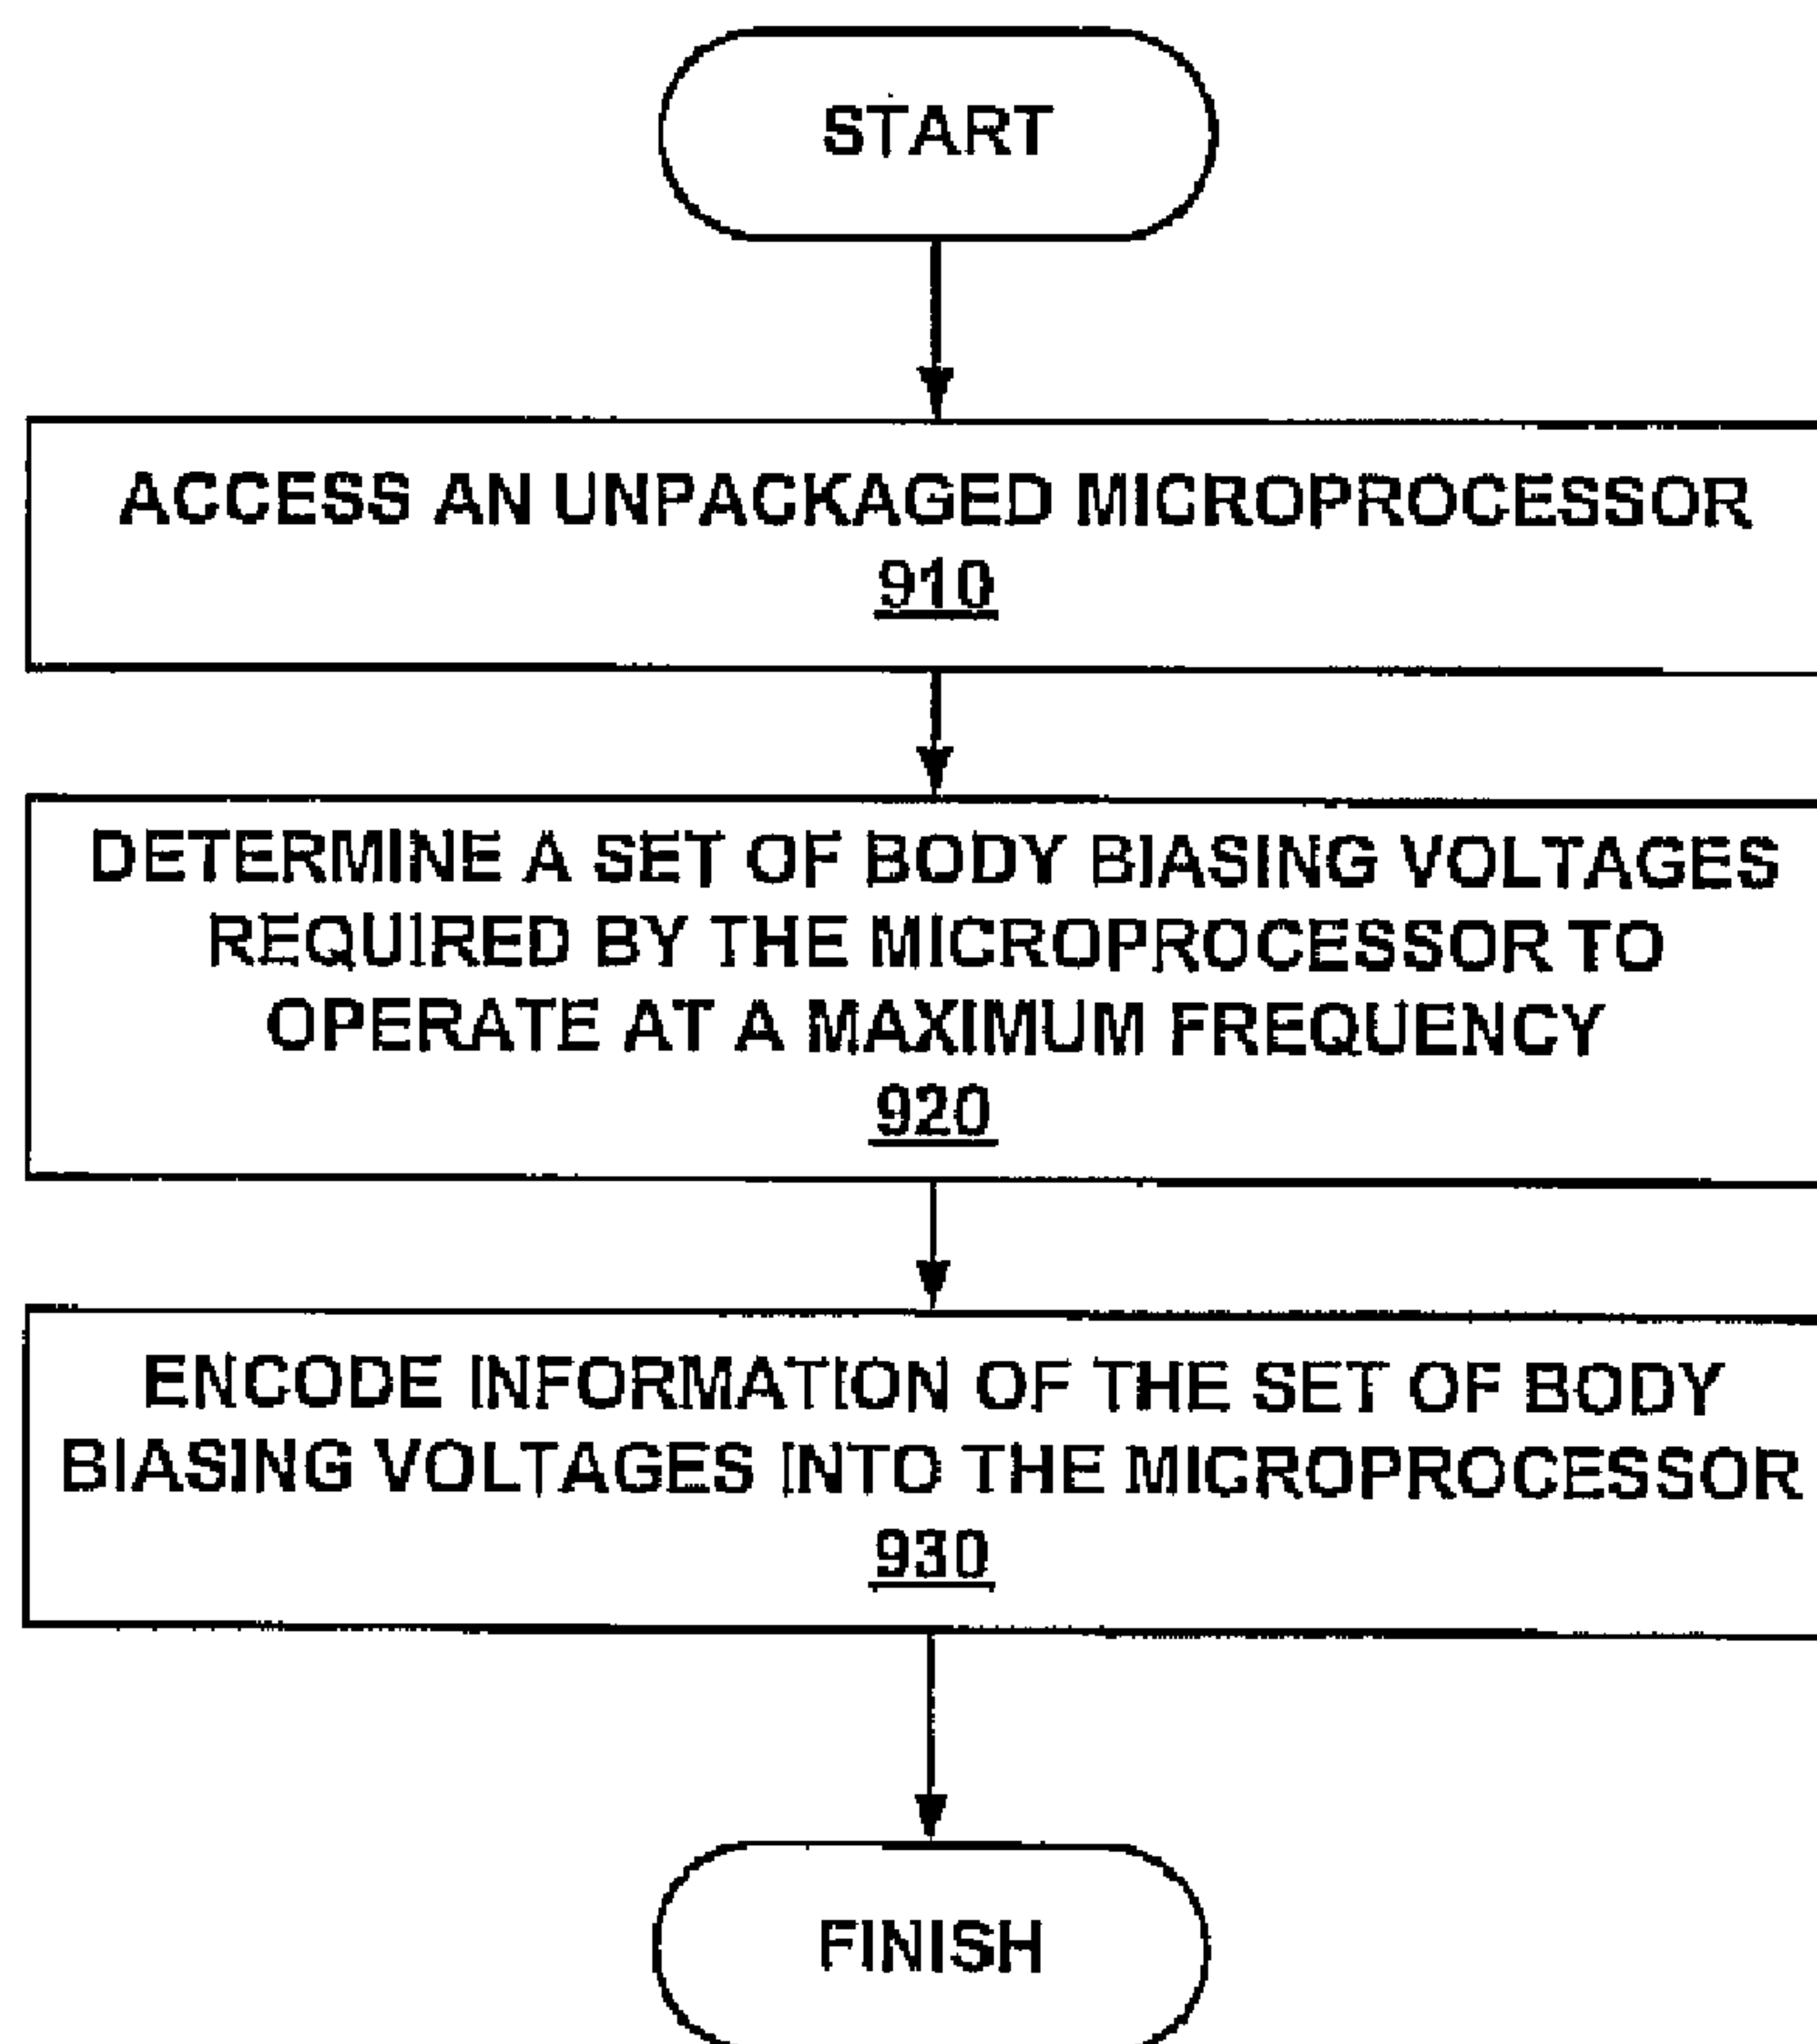 START
ACCESS AN UNPACKAGED MICROPROCESSOR
910
DETERMINE A SET OF BODY BIASING VOLTAGES
REQUIRED BY THE MICROPROCESSOR TO
OPERATE AT A MAXIMUM FREQUENCY
920
ENCODE INFORMATION OF THE SET OF BODY
BIASING VOLTAGES INTO THE MICROPROCESSOR
930
FINISH